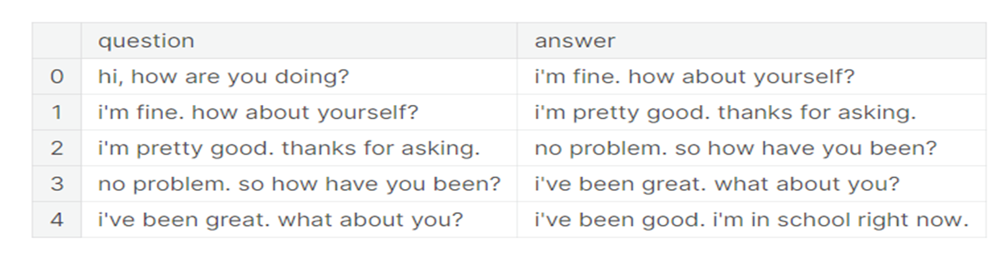 question answer
0 hi, how are you doing? i'm fine. how about yourself?
1 i'm fine. how about yourself? i'm pretty good. thanks for asking.
2 i'm pretty good. thanks for asking. no problem. so how have you been?
3 no problem. so how have you been? i've been great. what about you?
4 i've been great. what about you? i've been good. i'm in school right now.